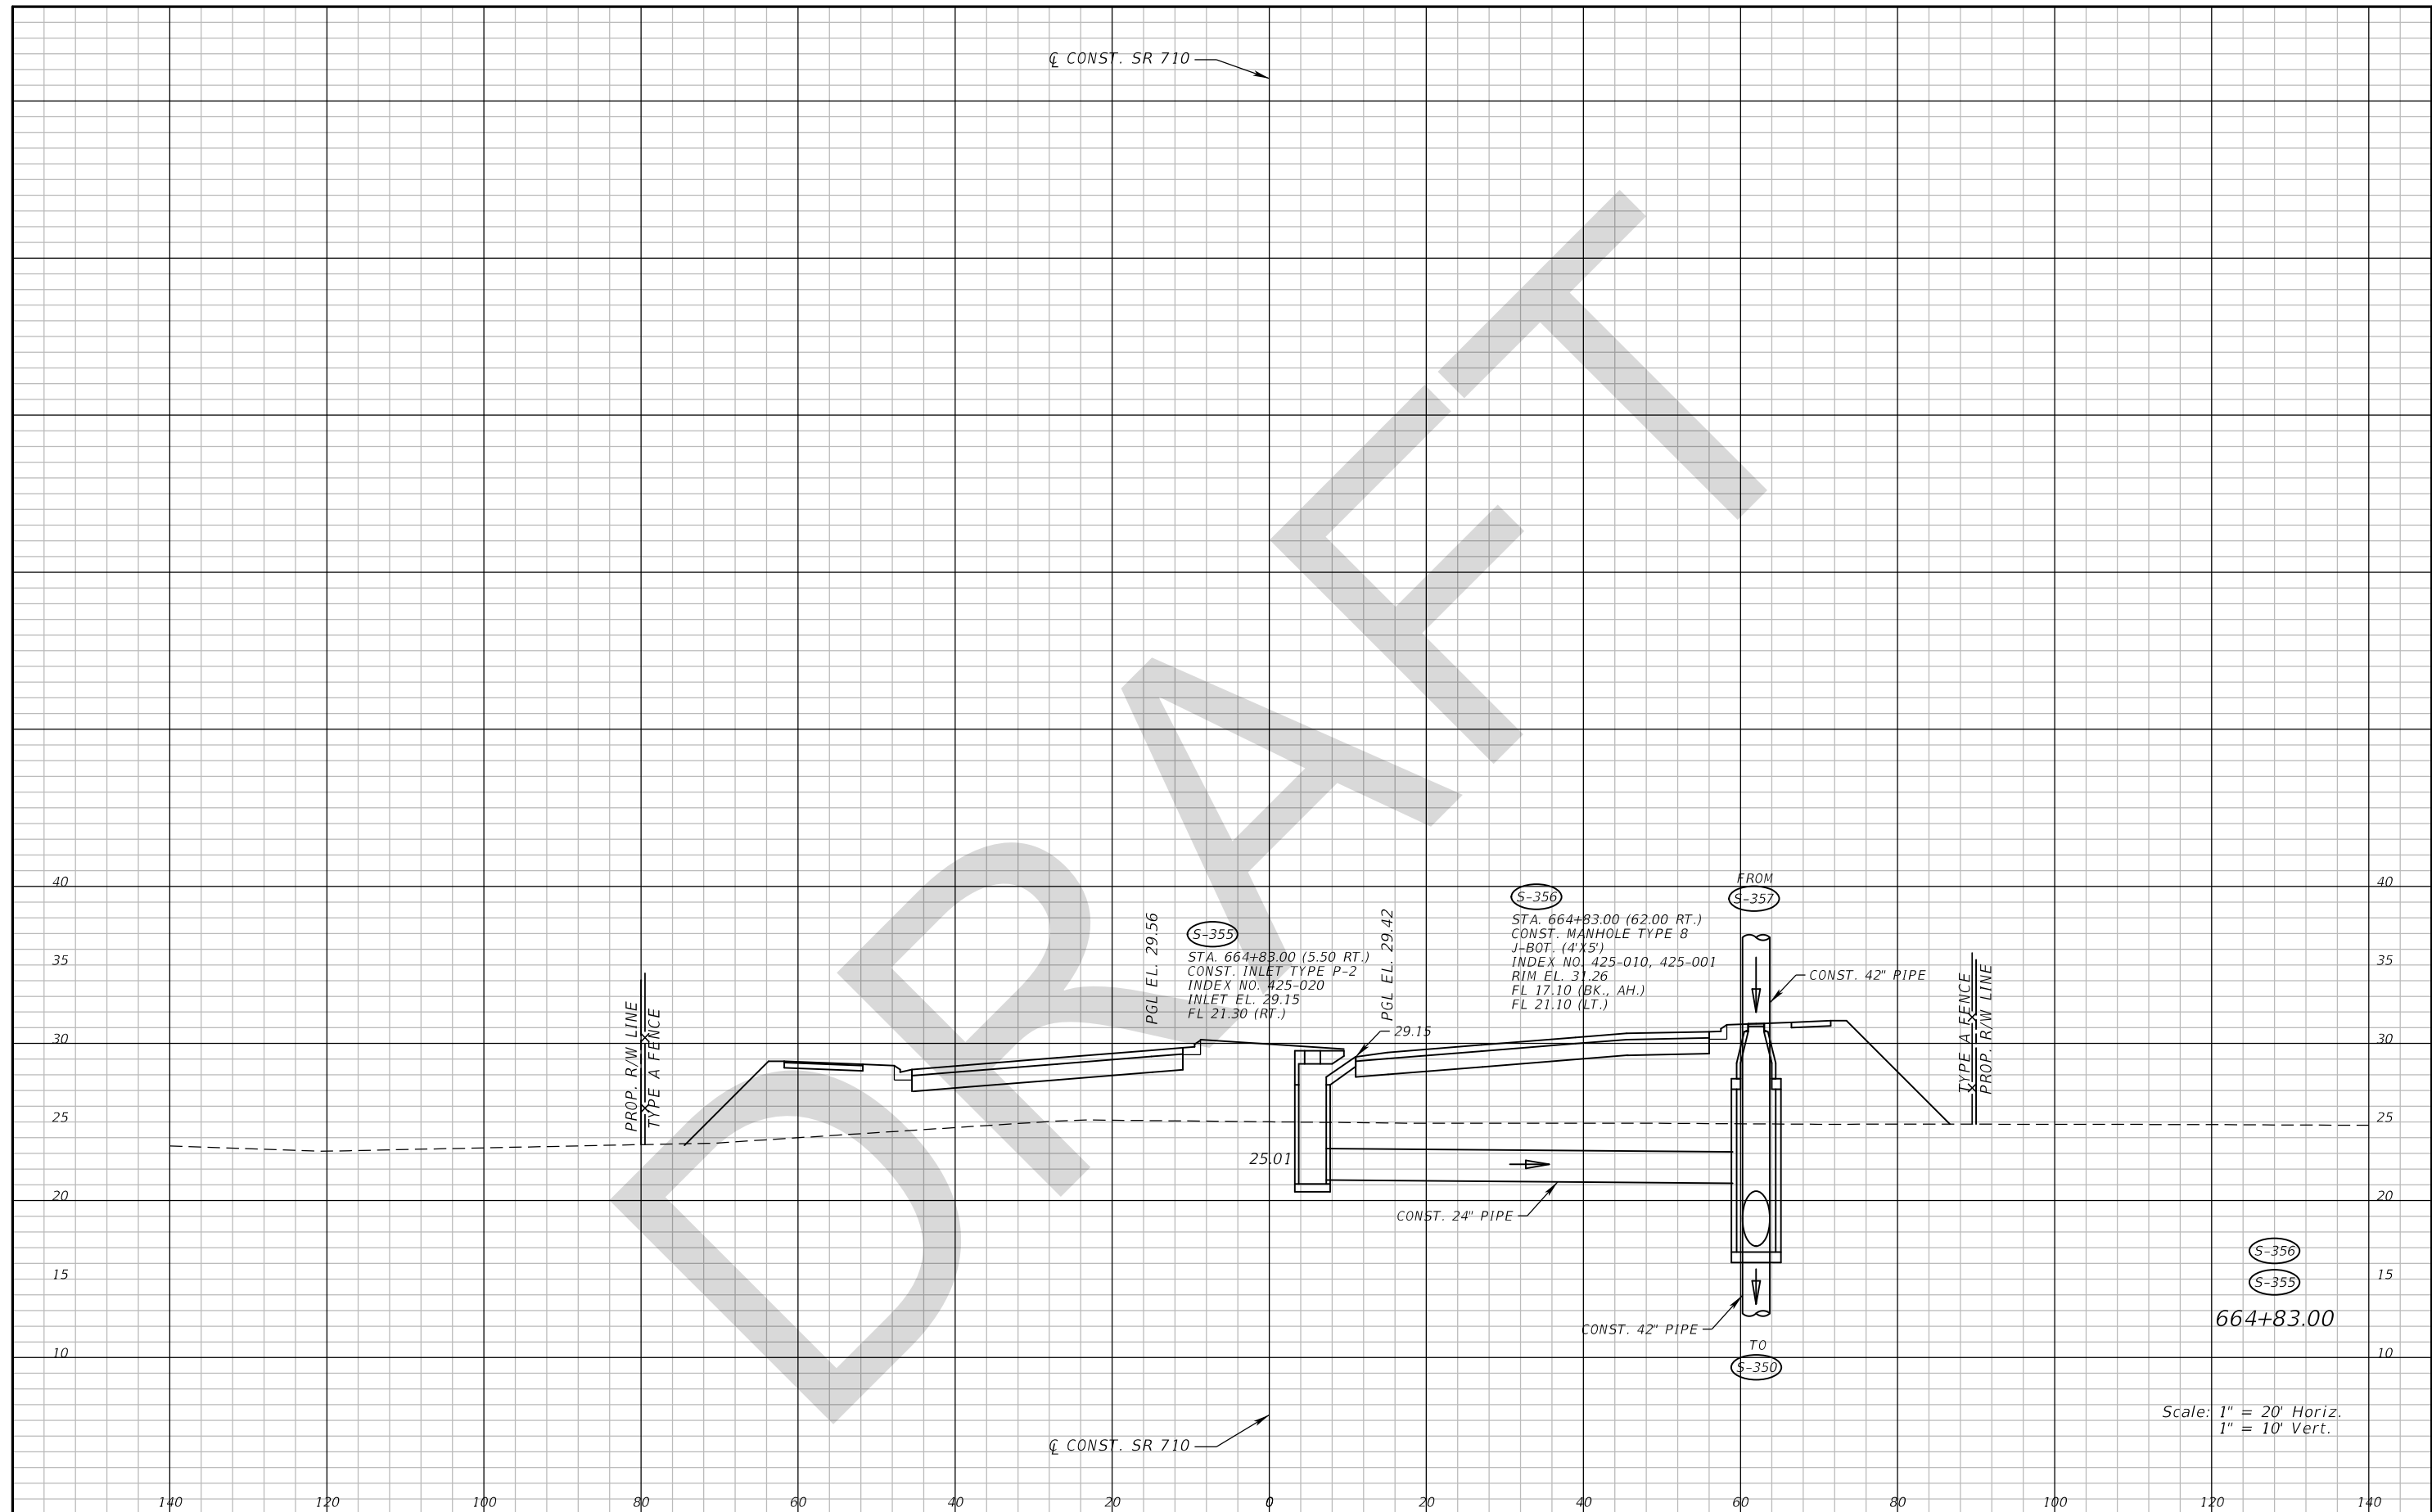 ℄ CONST. SR 710
DRAFT
40
FROM
40
S-356
S-357
PGL EL. 29.56
S-355
PGL EL. 29.42
STA. 664+83.00 (62.00 RT.)
CONST. MANHOLE TYPE 8
J-BOT. (4'X5')
INDEX NO. 425-010, 425-001
RIM EL. 31.26
FL 17.10 (BK., AH.)
FL 21.10 (LT.)
STA. 664+83.00 (5.50 RT.)
CONST. INLET TYPE P-2
INDEX NO. 425-020
INLET EL. 29.15
FL 21.30 (RT.)
35
35
CONST. 42" PIPE
PROP. R/W LINE
TYPE A FENCE
TYPE A FENCE
PROP. R/W LINE
29.15
30
30
25
25
25.01
20
20
CONST. 24" PIPE
S-356
15
15
S-355
664+83.00
CONST. 42" PIPE
TO
S-350
10
10
Scale: 1" = 20' Horiz.
1" = 10' Vert.
℄ CONST. SR 710
140 120 100 80 60 40 20 0 20 40 60 80 100 120 140